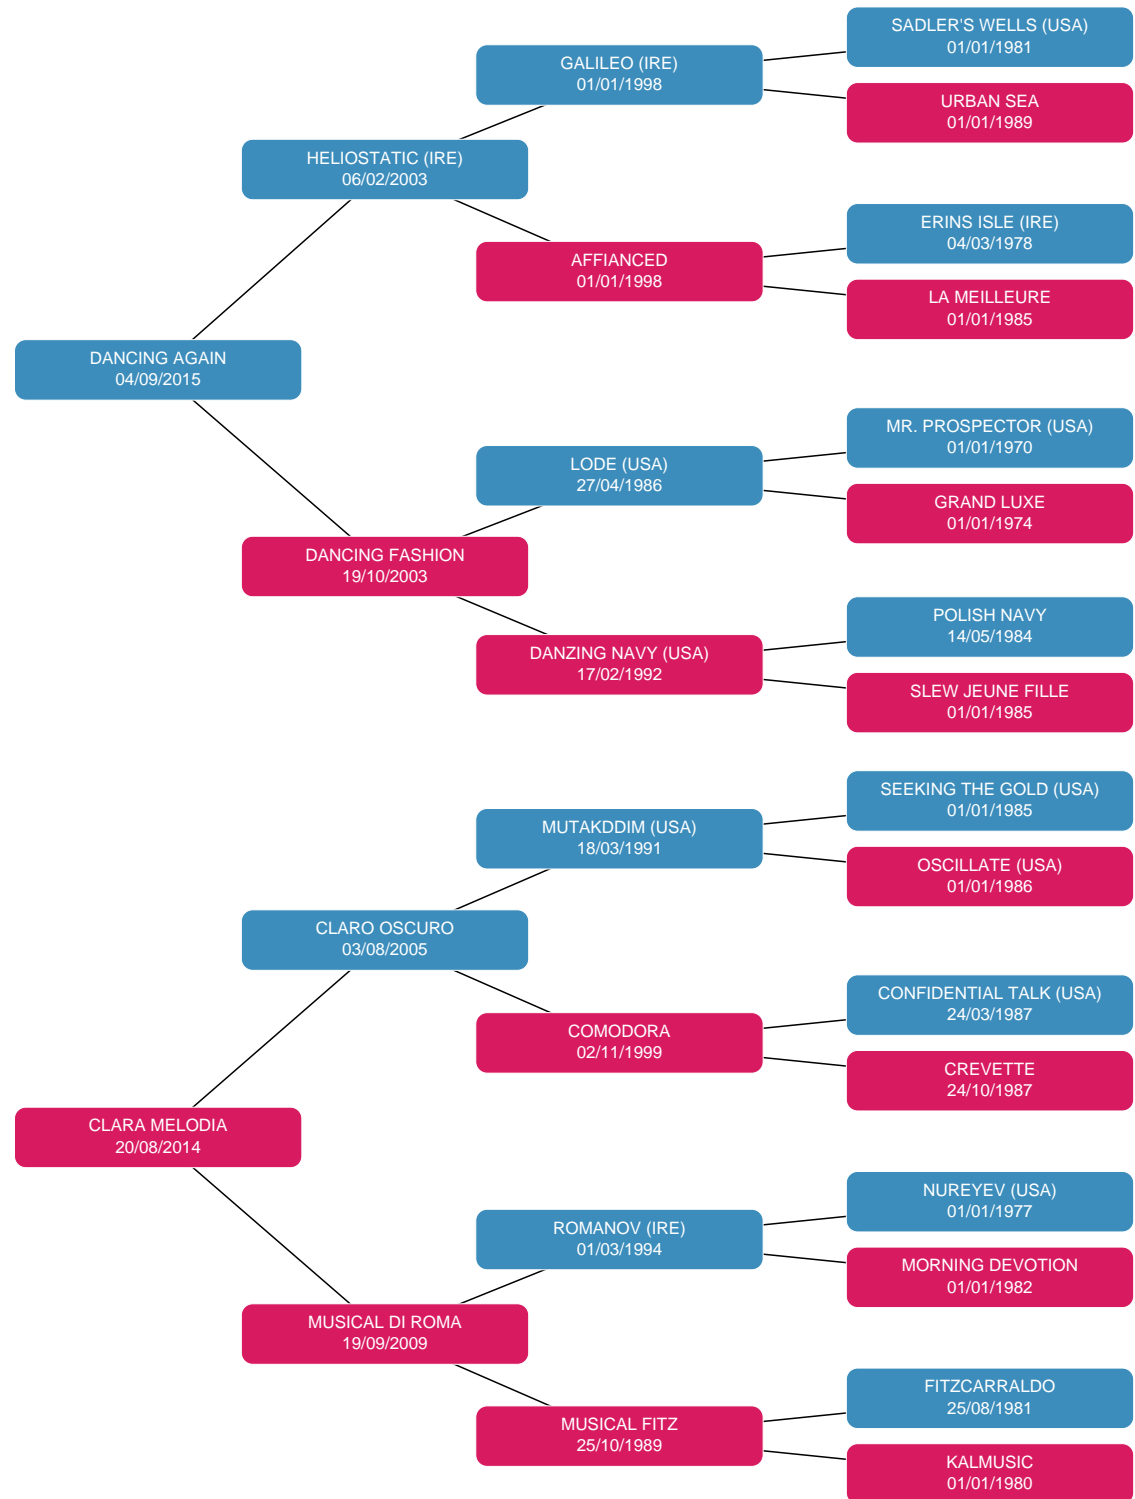 SADLER'S WELLS (USA)
01/01/1981
GALILEO (IRE)
01/01/1998
URBAN SEA
01/01/1989
HELIOSTATIC (IRE)
06/02/2003
ERINS ISLE (IRE)
04/03/1978
AFFIANCED
01/01/1998
LA MEILLEURE
01/01/1985
DANCING AGAIN
04/09/2015
MR. PROSPECTOR (USA)
01/01/1970
LODE (USA)
27/04/1986
GRAND LUXE
01/01/1974
DANCING FASHION
19/10/2003
POLISH NAVY
14/05/1984
DANZING NAVY (USA)
17/02/1992
SLEW JEUNE FILLE
01/01/1985
SEEKING THE GOLD (USA)
01/01/1985
MUTAKDDIM (USA)
18/03/1991
OSCILLATE (USA)
01/01/1986
CLARO OSCURO
03/08/2005
CONFIDENTIAL TALK (USA)
24/03/1987
COMODORA
02/11/1999
CREVETTE
24/10/1987
CLARA MELODIA
20/08/2014
NUREYEV (USA)
01/01/1977
ROMANOV (IRE)
01/03/1994
MORNING DEVOTION
01/01/1982
MUSICAL DI ROMA
19/09/2009
FITZCARRALDO
25/08/1981
MUSICAL FITZ
25/10/1989
KALMUSIC
01/01/1980